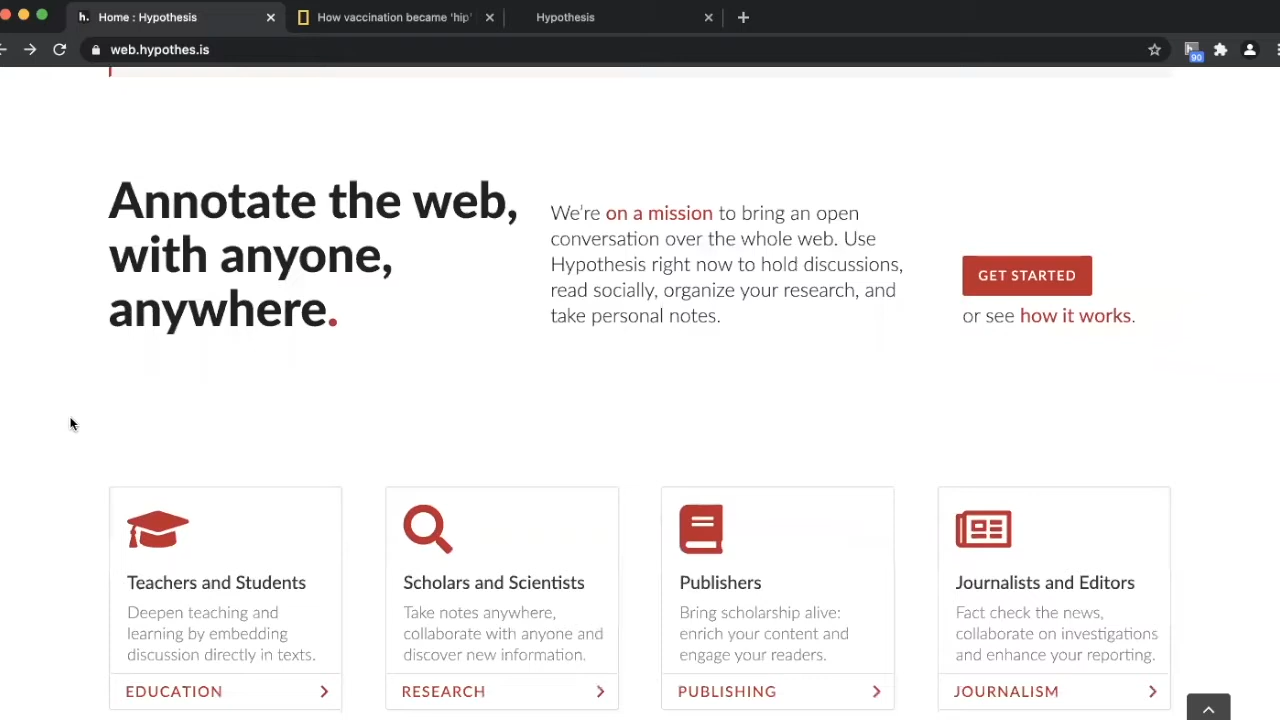 h. Home : Hypothesis
How vaccination became 'hip'
Hypothesis
web.hypothes.is
90
Annotate the web,
with anyone,
anywhere.
We're on a mission to bring an open
conversation over the whole web. Use
Hypothesis right now to hold discussions,
read socially, organize your research, and
take personal notes.
GET STARTED
or see how it works.
Teachers and Students
Deepen teaching and
learning by embedding
discussion directly in texts.
EDUCATION
Scholars and Scientists
Take notes anywhere,
collaborate with anyone and
discover new information.
RESEARCH
Publishers
Bring scholarship alive:
enrich your content and
engage your readers.
PUBLISHING
Journalists and Editors
Fact check the news,
collaborate on investigations
and enhance your reporting.
JOURNALISM